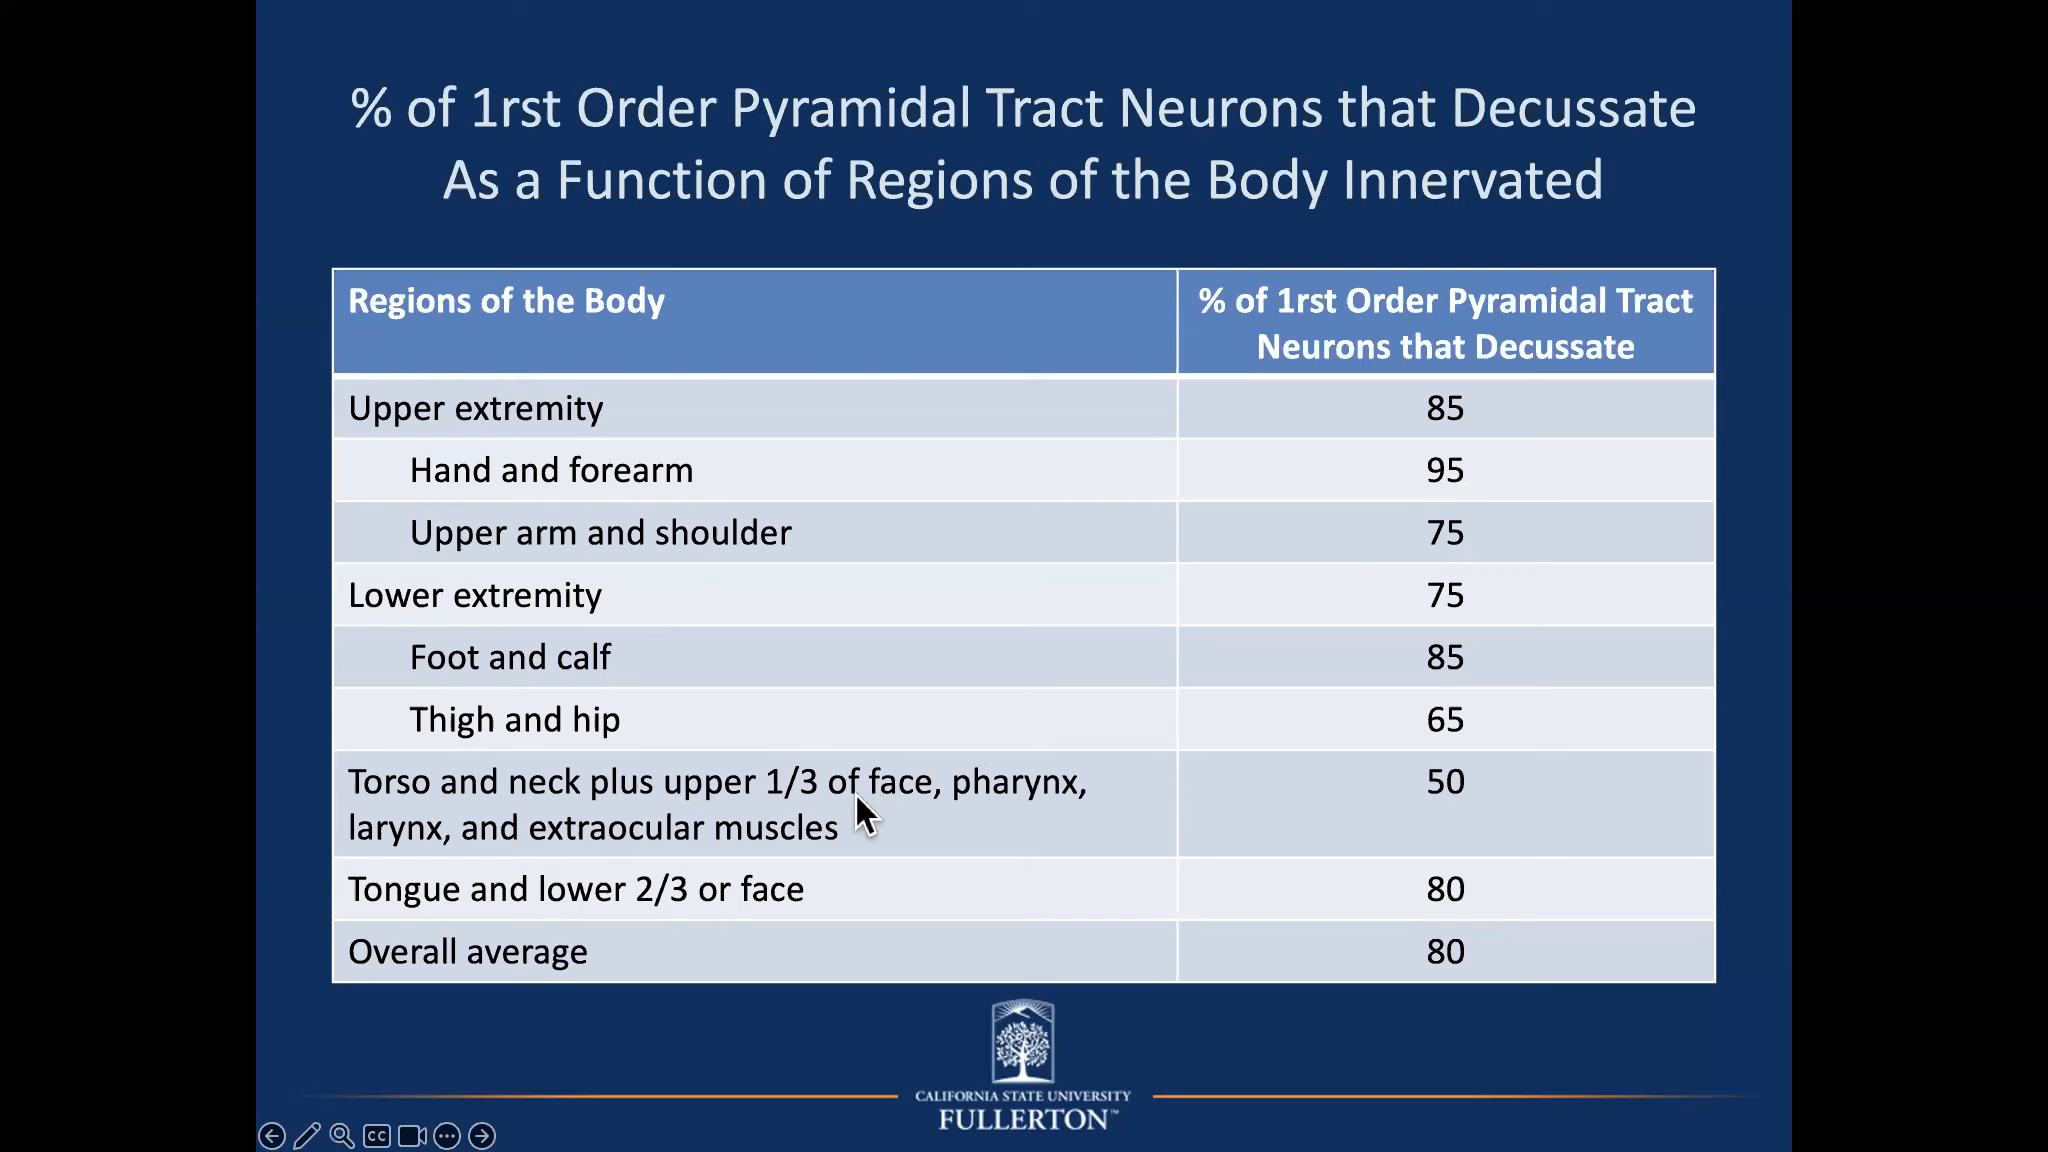 % of 1rst Order Pyramidal Tract Neurons that Decussate
As a Function of Regions of the Body Innervated
Regions of the Body
% of 1rst Order Pyramidal Tract
Neurons that Decussate
Upper extremity 85
Hand and forearm 95
Upper arm and shoulder 75
Lower extremity 75
Foot and calf 85
Thigh and hip 65
Torso and neck plus upper 1/3 of face, pharynx, 50
larynx, and extraocular muscles
Tongue and lower 2/3 or face 80
Overall average 80
CALIFORNIA STATE UNIVERSITY
FULLERTON™
CC